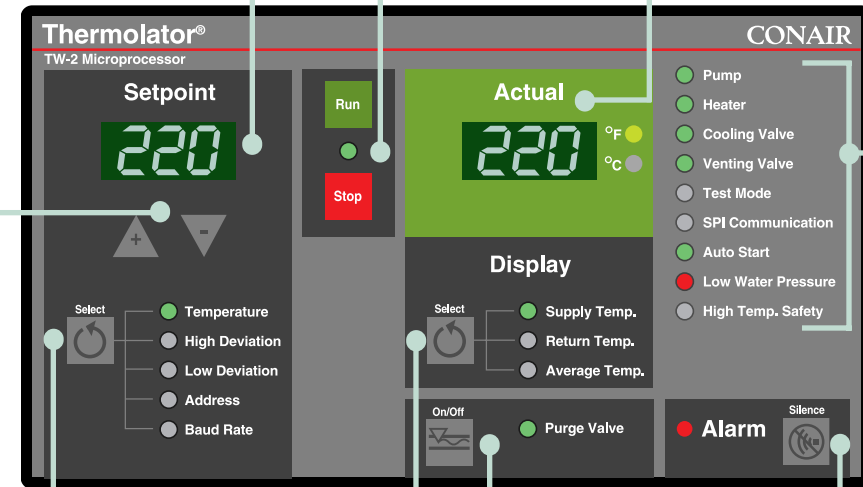 Thermolator®
CONAIR
TW-2 Microprocessor
Setpoint
220
+
-
Select
Temperature
High Deviation
Low Deviation
Address
Baud Rate
Run
Stop
Actual
220
°F
°C
Display
Select
Supply Temp.
Return Temp.
Average Temp.
On/Off
Purge Valve
Pump
Heater
Cooling Valve
Venting Valve
Test Mode
SPI Communication
Auto Start
Low Water Pressure
High Temp. Safety
Alarm
Silence